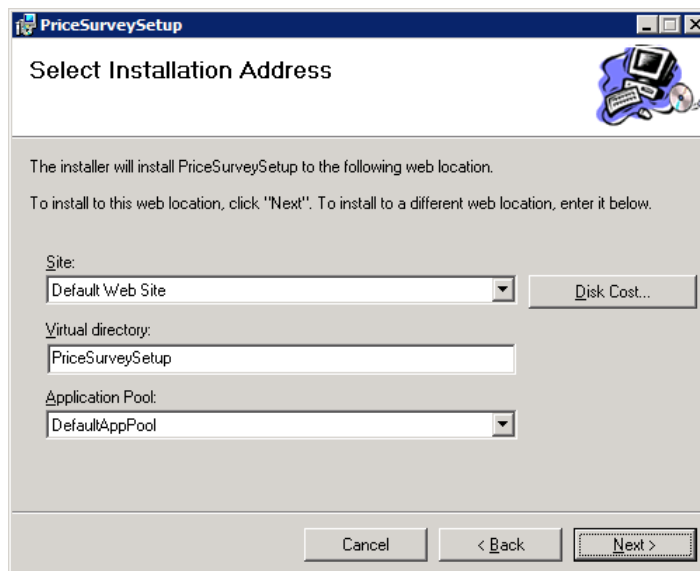 PriceSurveySetup
Select Installation Address
The installer will install PriceSurveySetup to the following web location.
To install to this web location, click "Next". To install to a different web location, enter it below.
Site:
Default Web Site
Disk Cost...
Virtual directory:
PriceSurveySetup
Application Pool:
DefaultAppPool
Cancel
< Back
Next >